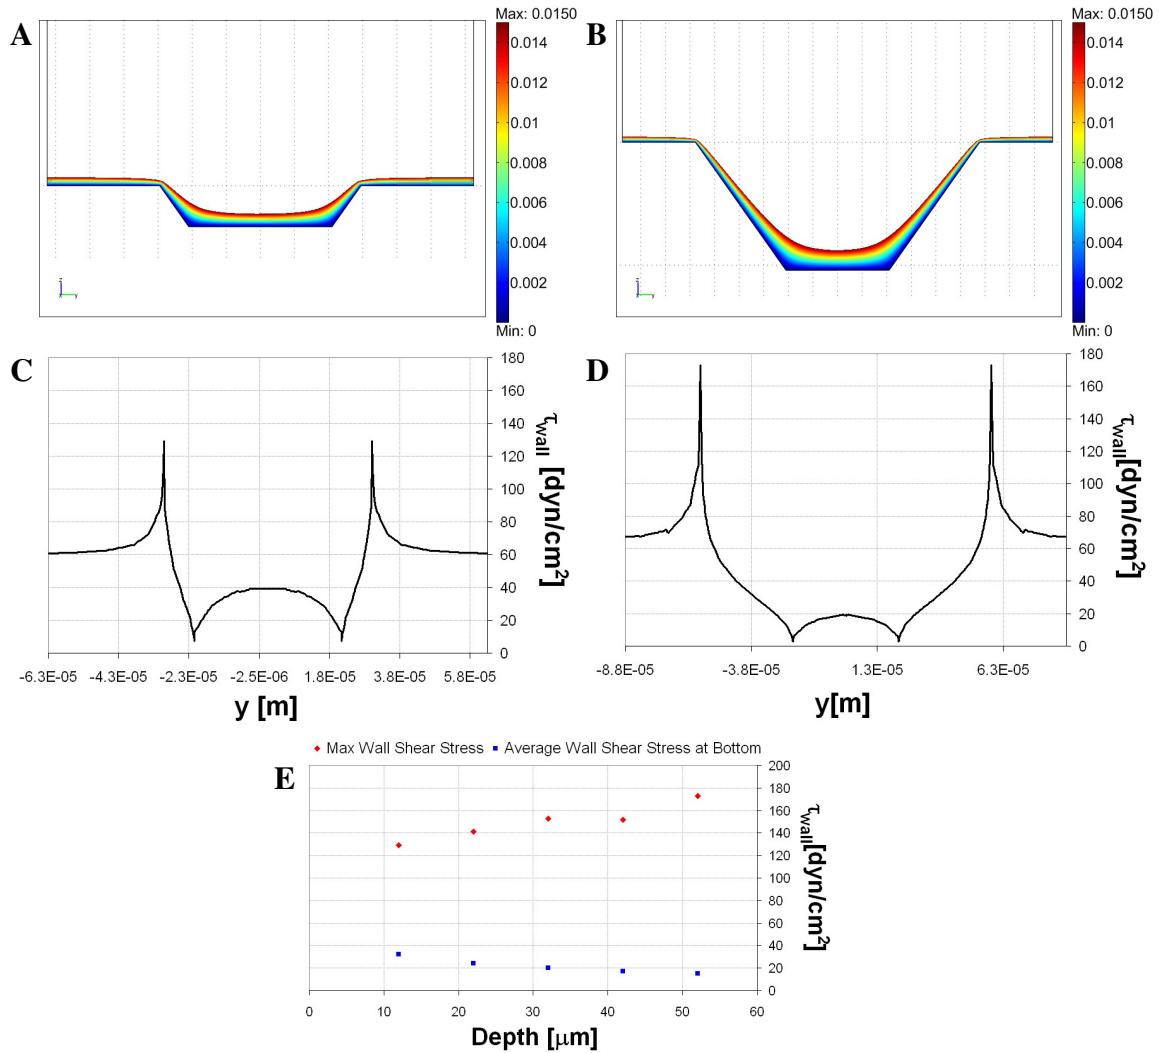 A
Max: 0.0150
0.014
0.012
0.010
0.008
0.006
0.004
0.002
Min: 0
B
Max: 0.0150
0.014
0.012
0.010
0.008
0.006
0.004
0.002
Min: 0
C
180
160
140
120
100
80
60
40
20
0
τwall [dyn/cm2]
-6.3E-05 -4.3E-05 -2.3E-05 -2.5E-06 1.8E-05 3.8E-05 5.8E-05
y [m]
D
180
160
140
120
100
80
60
40
20
0
τwall[dyn/cm2]
-8.8E-05 -3.8E-05 1.3E-05 6.3E-05
y[m]
Max Wall Shear Stress Average Wall Shear Stress at Bottom
E
200
180
160
140
120
100
80
60
40
20
0
τwall[dyn/cm2]
0 10 20 30 40 50 60
Depth [µm]